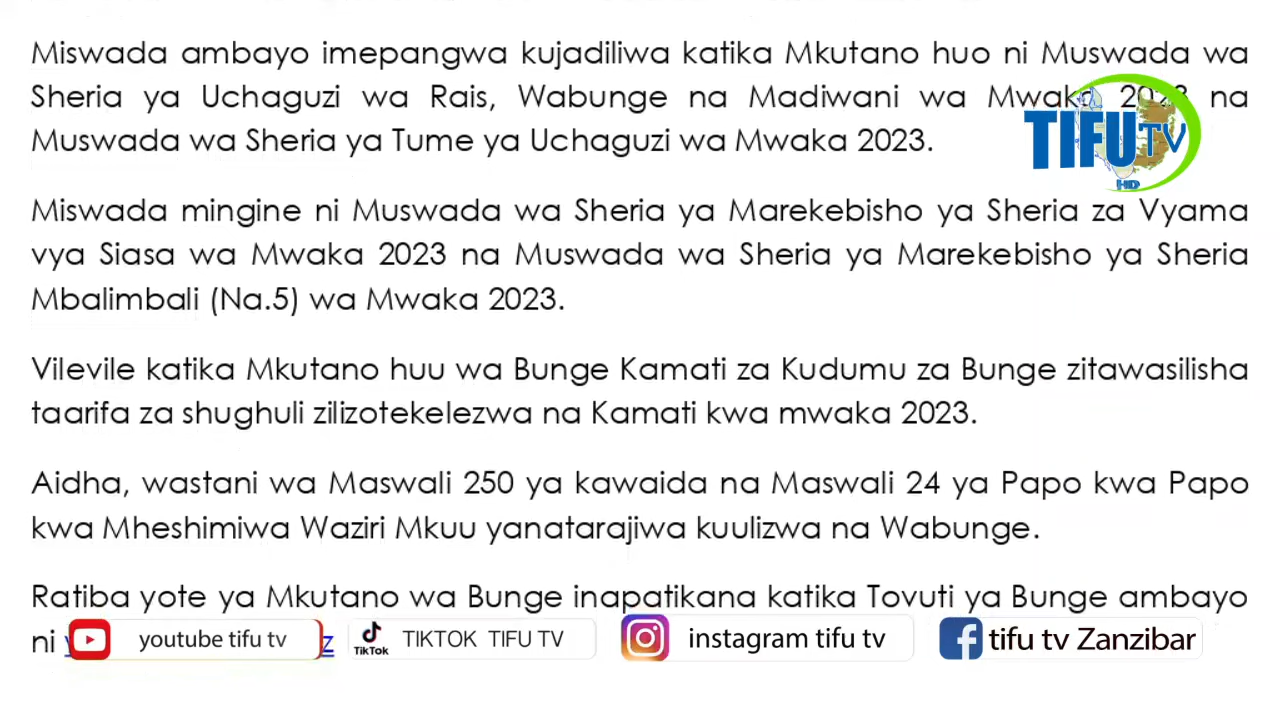 Miswada ambayo imepangwa kujadiliwa katika Mkutano huo ni Muswada wa
Sheria ya Uchaguzi wa Rais, Wabunge na Madiwani wa Mwaka 2023 na
Muswada wa Sheria ya Tume ya Uchaguzi wa Mwaka 2023.
TIFU TV
HD
Miswada mingine ni Muswada wa Sheria ya Marekebisho ya Sheria za Vyama
vya Siasa wa Mwaka 2023 na Muswada wa Sheria ya Marekebisho ya Sheria
Mbalimbali (Na.5) wa Mwaka 2023.
Vilevile katika Mkutano huu wa Bunge Kamati za Kudumu za Bunge zitawasilisha
taarifa za shughuli zilizotekelezwa na Kamati kwa mwaka 2023.
Aidha, wastani wa Maswali 250 ya kawaida na Maswali 24 ya Papo kwa Papo
kwa Mheshimiwa Waziri Mkuu yanatarajiwa kuulizwa na Wabunge.
Ratiba yote ya Mkutano wa Bunge inapatikana katika Tovuti ya Bunge ambayo
ni z
youtube tifu tv
TikTok
TIKTOK TIFU TV
instagram tifu tv
tifu tv Zanzibar